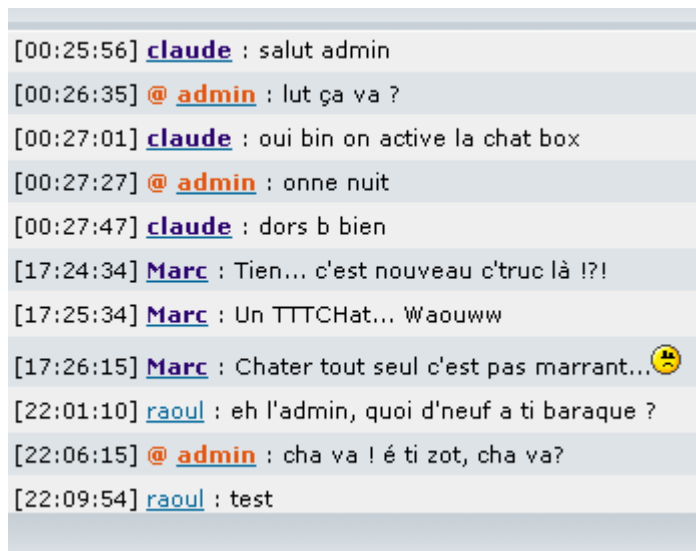 [00:25:56] claude : salut admin
[00:26:35] @ admin : lut ça va ?
[00:27:01] claude : oui bin on active la chat box
[00:27:27] @ admin : onne nuit
[00:27:47] claude : dors b bien
[17:24:34] Marc : Tien... c'est nouveau c'truc là !?!
[17:25:34] Marc : Un TTTCHat... Waouww
[17:26:15] Marc : Chater tout seul c'est pas marrant...
[22:01:10] raoul : eh l'admin, quoi d'neuf a ti baraque ?
[22:06:15] @ admin : cha va ! é ti zot, cha va?
[22:09:54] raoul : test